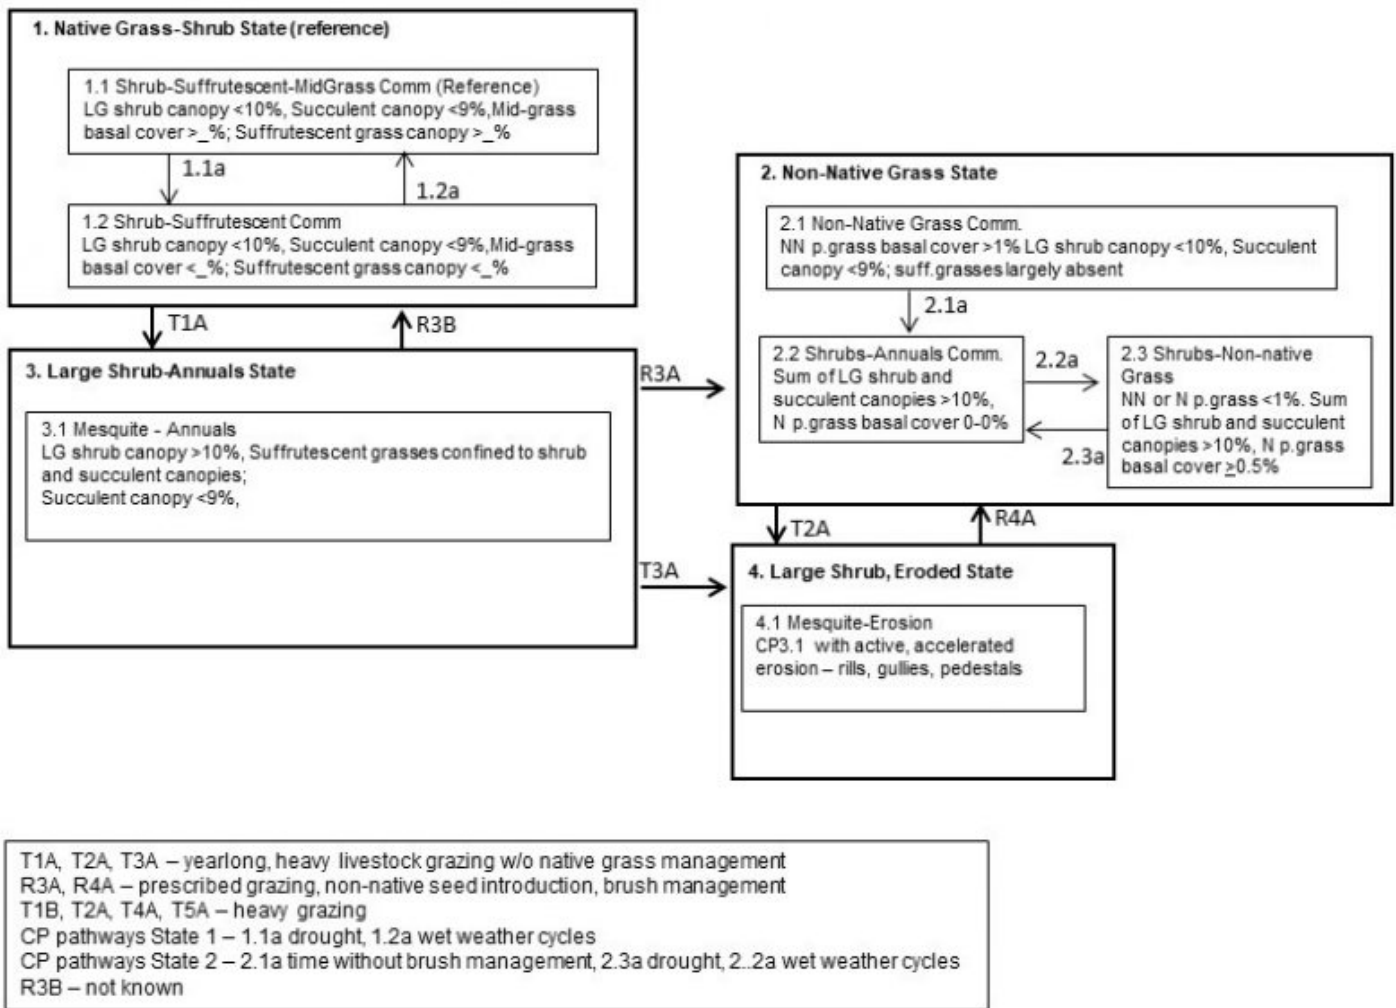 1. Native Grass-Shrub State (reference)
1.1 Shrub-Suffrutescent-MidGrass Comm (Reference)
LG shrub canopy <10%, Succulent canopy <9%,Mid-grass
basal cover >_%; Suffrutescent grass canopy >_%
1.1a
1.2a
1.2 Shrub-Suffrutescent Comm
LG shrub canopy <10%, Succulent canopy <9%,Mid-grass
basal cover <_%; Suffrutescent grass canopy <_%
T1A
R3B
2. Non-Native Grass State
2.1 Non-Native Grass Comm.
NN p.grass basal cover >1% LG shrub canopy <10%, Succulent
canopy <9%; suff.grasses largely absent
2.1a
2.2 Shrubs-Annuals Comm.
Sum of LG shrub and
succulent canopies >10%,
N p.grass basal cover 0-0%
2.2a
2.3a
2.3 Shrubs-Non-native
Grass
NN or N p.grass <1%. Sum
of LG shrub and succulent
canopies >10%, N p.grass
basal cover ≥0.5%
3. Large Shrub-Annuals State
3.1 Mesquite - Annuals
LG shrub canopy >10%, Suffrutescent grasses confined to shrub
and succulent canopies;
Succulent canopy <9%,
R3A
T3A
T2A
R4A
4. Large Shrub, Eroded State
4.1 Mesquite-Erosion
CP3.1 with active, accelerated
erosion – rills, gullies, pedestals
T1A, T2A, T3A – yearlong, heavy livestock grazing w/o native grass management
R3A, R4A – prescribed grazing, non-native seed introduction, brush management
T1B, T2A, T4A, T5A – heavy grazing
CP pathways State 1 – 1.1a drought, 1.2a wet weather cycles
CP pathways State 2 – 2.1a time without brush management, 2.3a drought, 2..2a wet weather cycles
R3B – not known